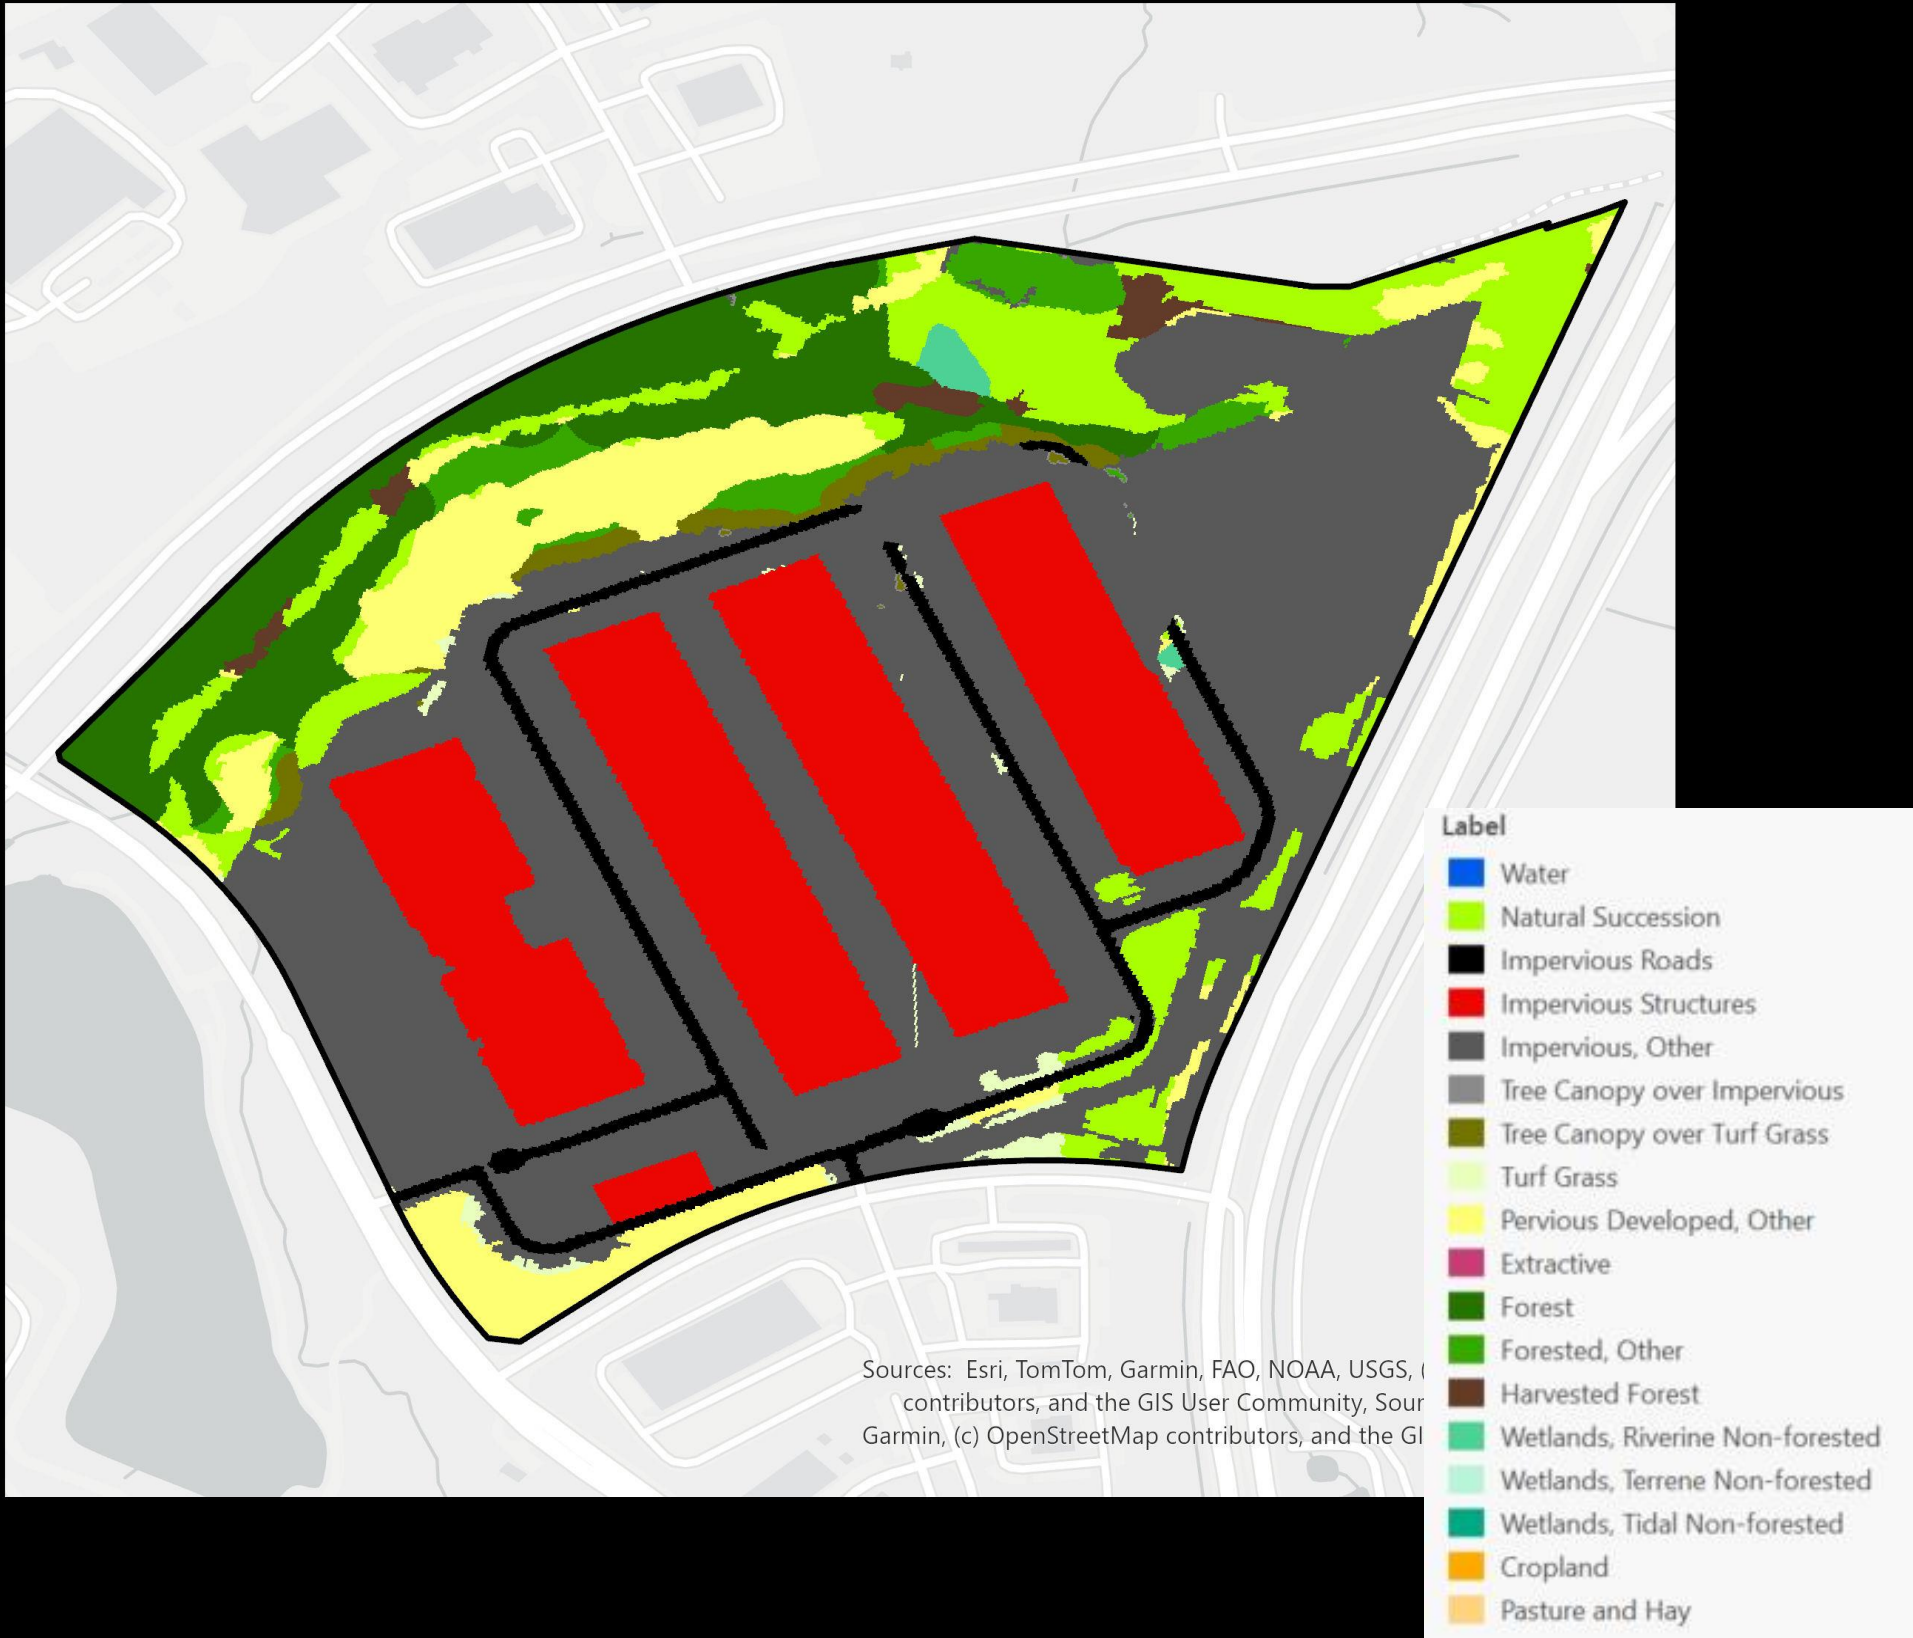 Label
Water
Natural Succession
Impervious Roads
Impervious Structures
Impervious, Other
Tree Canopy over Impervious
Tree Canopy over Turf Grass
Turf Grass
Pervious Developed, Other
Extractive
Forest
Forested, Other
Harvested Forest
Wetlands, Riverine Non-forested
Wetlands, Terrene Non-forested
Wetlands, Tidal Non-forested
Cropland
Pasture and Hay
Sources: Esri, TomTom, Garmin, FAO, NOAA, USGS, (
contributors, and the GIS User Community, Sour
Garmin, (c) OpenStreetMap contributors, and the GI